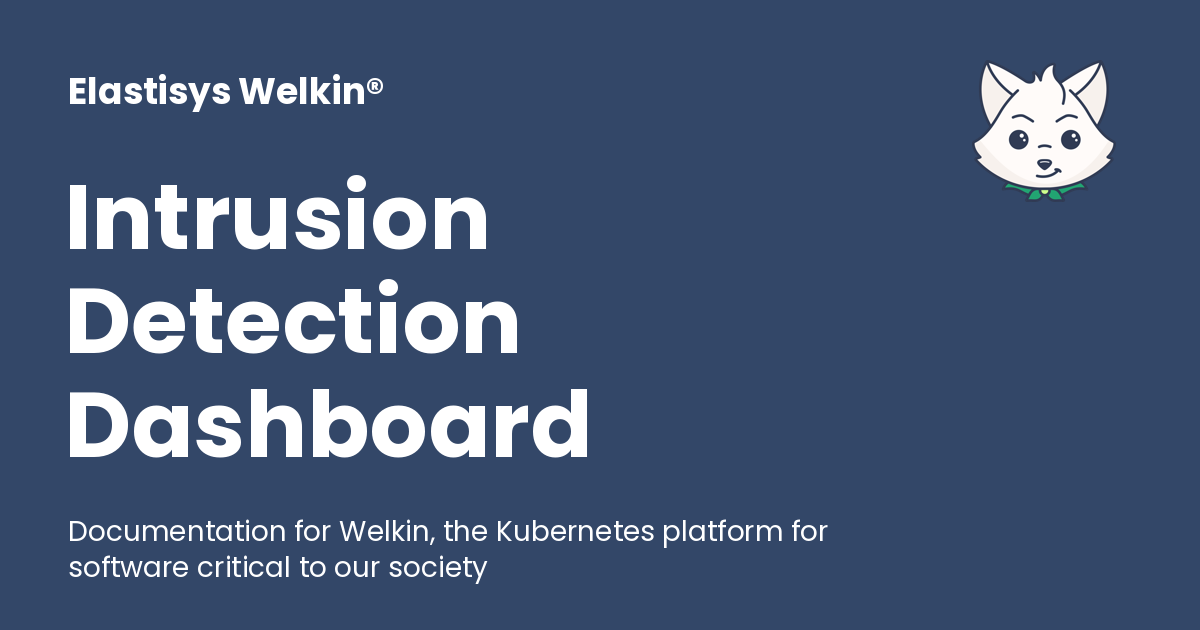 Elastisys Welkin®
Intrusion
Detection
Dashboard
Documentation for Welkin, the Kubernetes platform for
software critical to our society